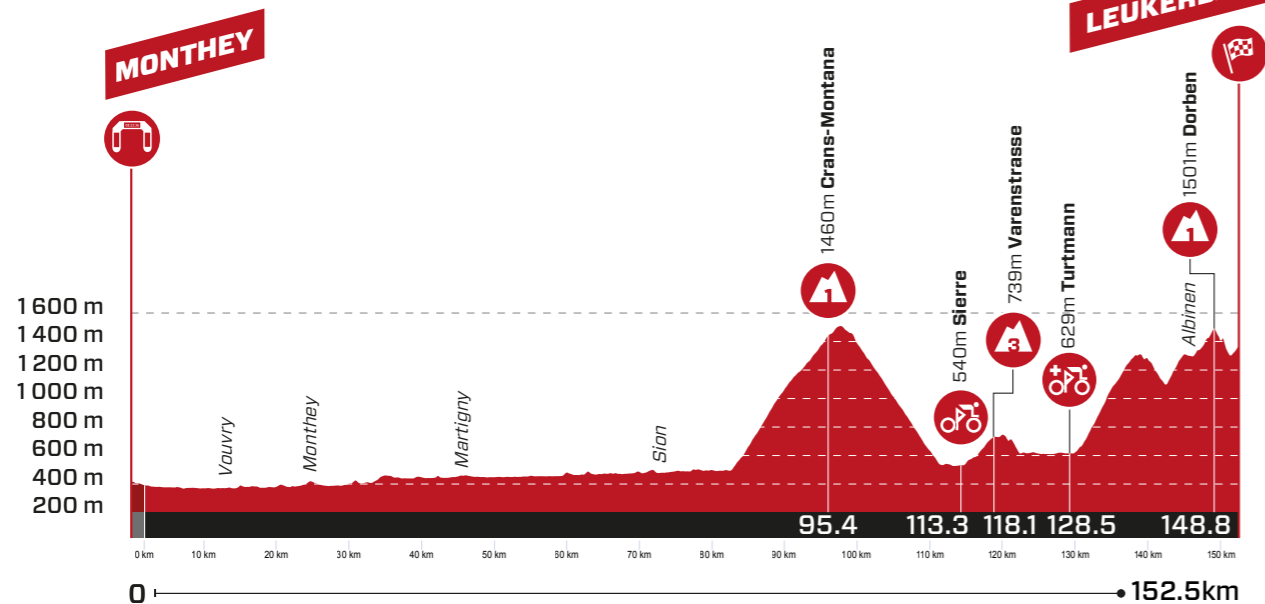 MONTHEY
1600 m
1400 m
1200 m
1000 m
800 m
600 m
400 m
200 m
Vouvry
Monthey
Martigny
Sion
1460m Crans-Montana
1
540m Sierre
739m Varenstrasse
3
629m Turtmann
Albinen
1501m Dorben
1
95.4 113.3 118.1 128.5 148.8
0 km 10 km 20 km 30 km 40 km 50 km 60 km 70 km 80 km 90 km 100 km 110 km 120 km 130 km 140 km 150 km
0 152.5km